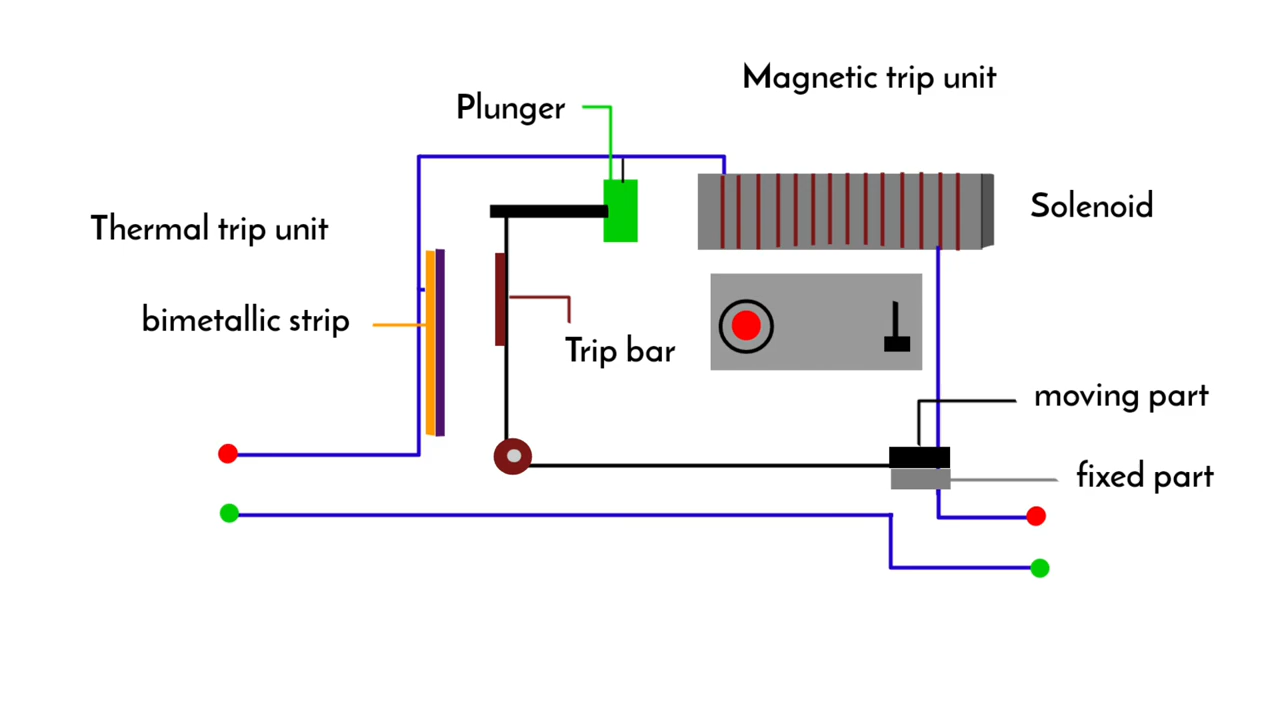 Magnetic trip unit
Plunger
Solenoid
Thermal trip unit
bimetallic strip
Trip bar
moving part
fixed part